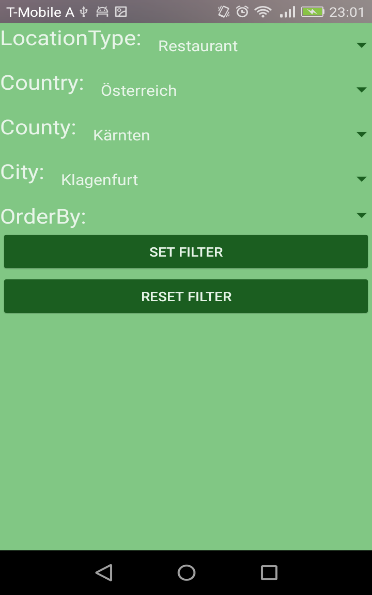 T-Mobile A 23:01
LocationType: Restaurant
Country: Österreich
County: Kärnten
City: Klagenfurt
OrderBy:
SET FILTER
RESET FILTER